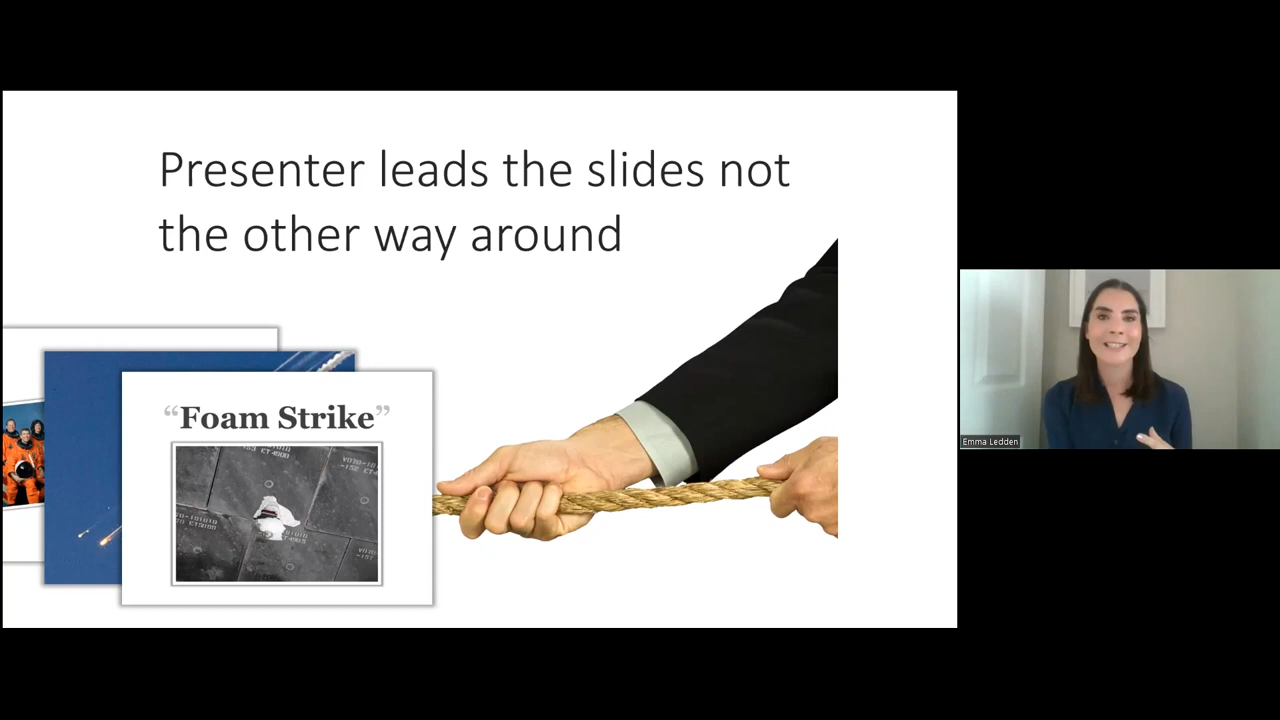 Presenter leads the slides not
the other way around
“Foam Strike”
Emma Ledden